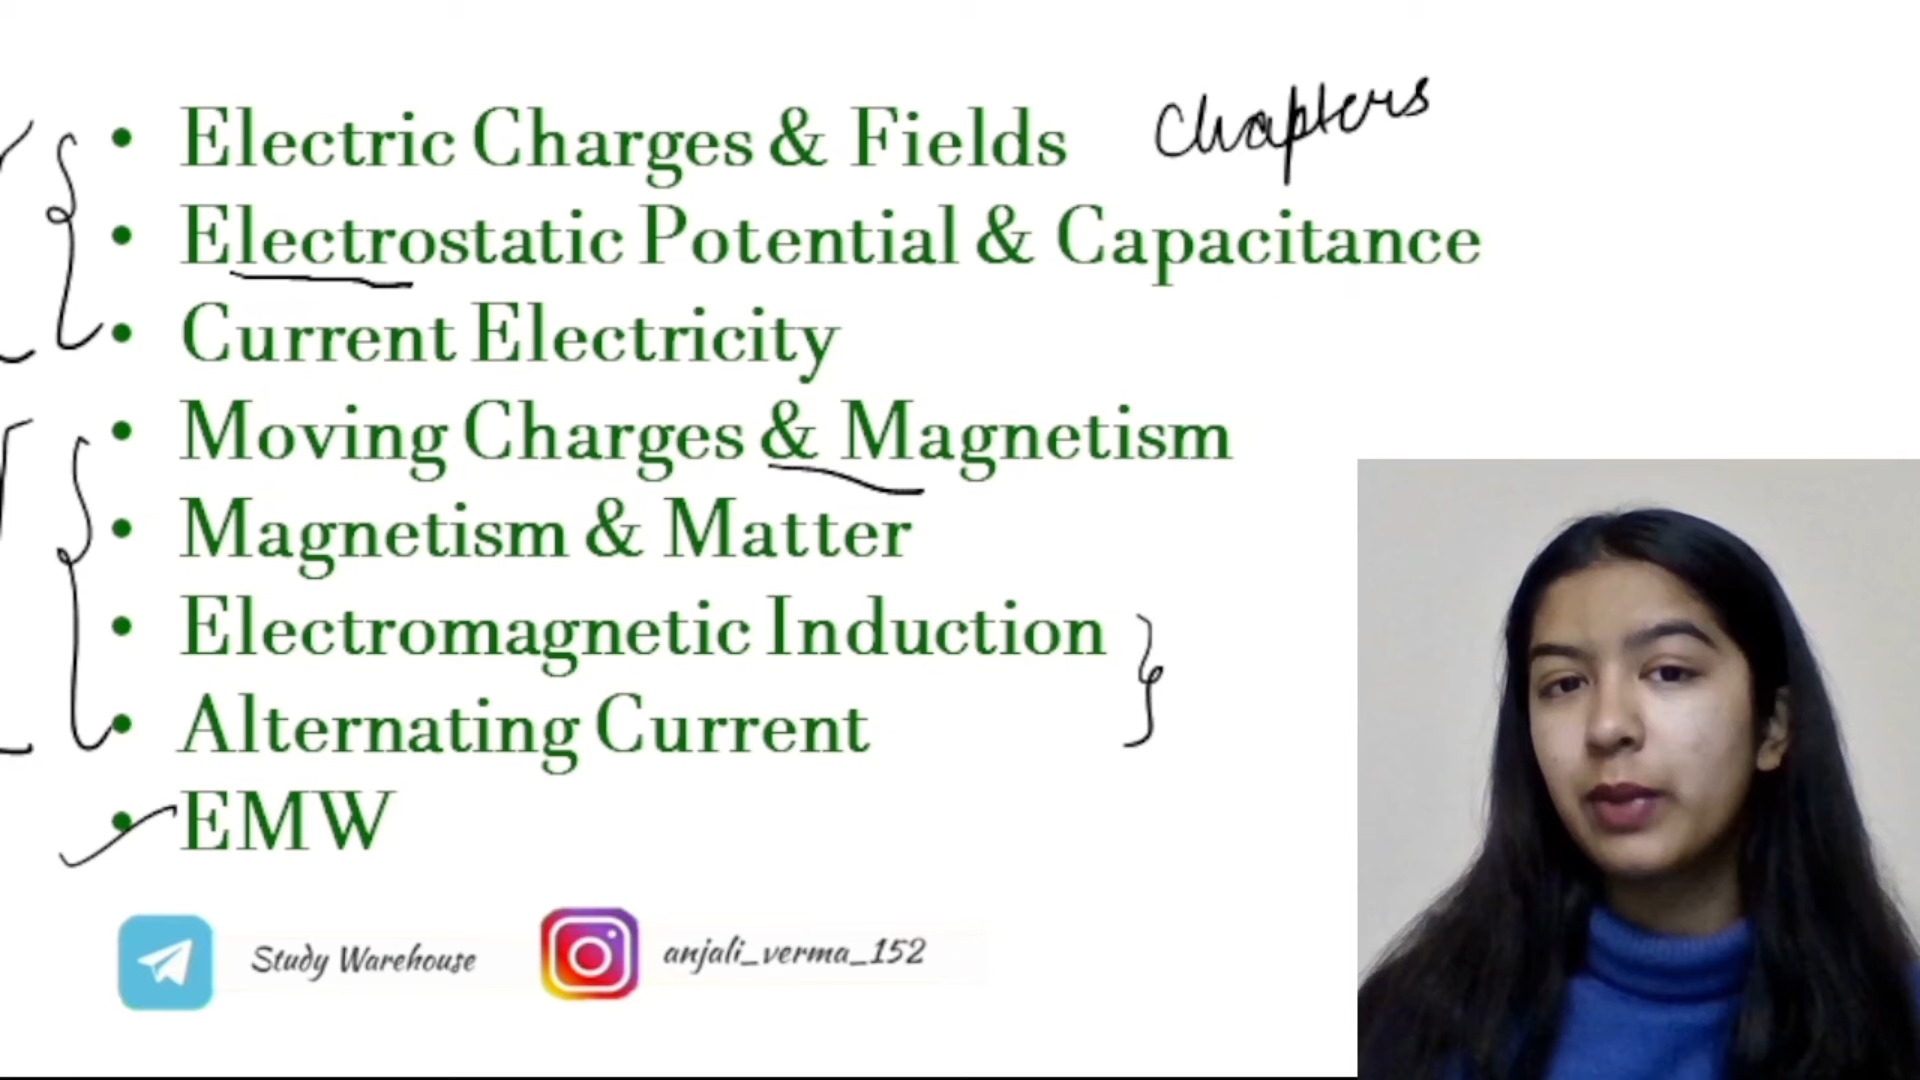 Electric Charges & Fields
Chapters
Electrostatic Potential & Capacitance
Current Electricity
Moving Charges & Magnetism
Magnetism & Matter
Electromagnetic Induction
Alternating Current
EMW
Study Warehouse
anjali_verma_152